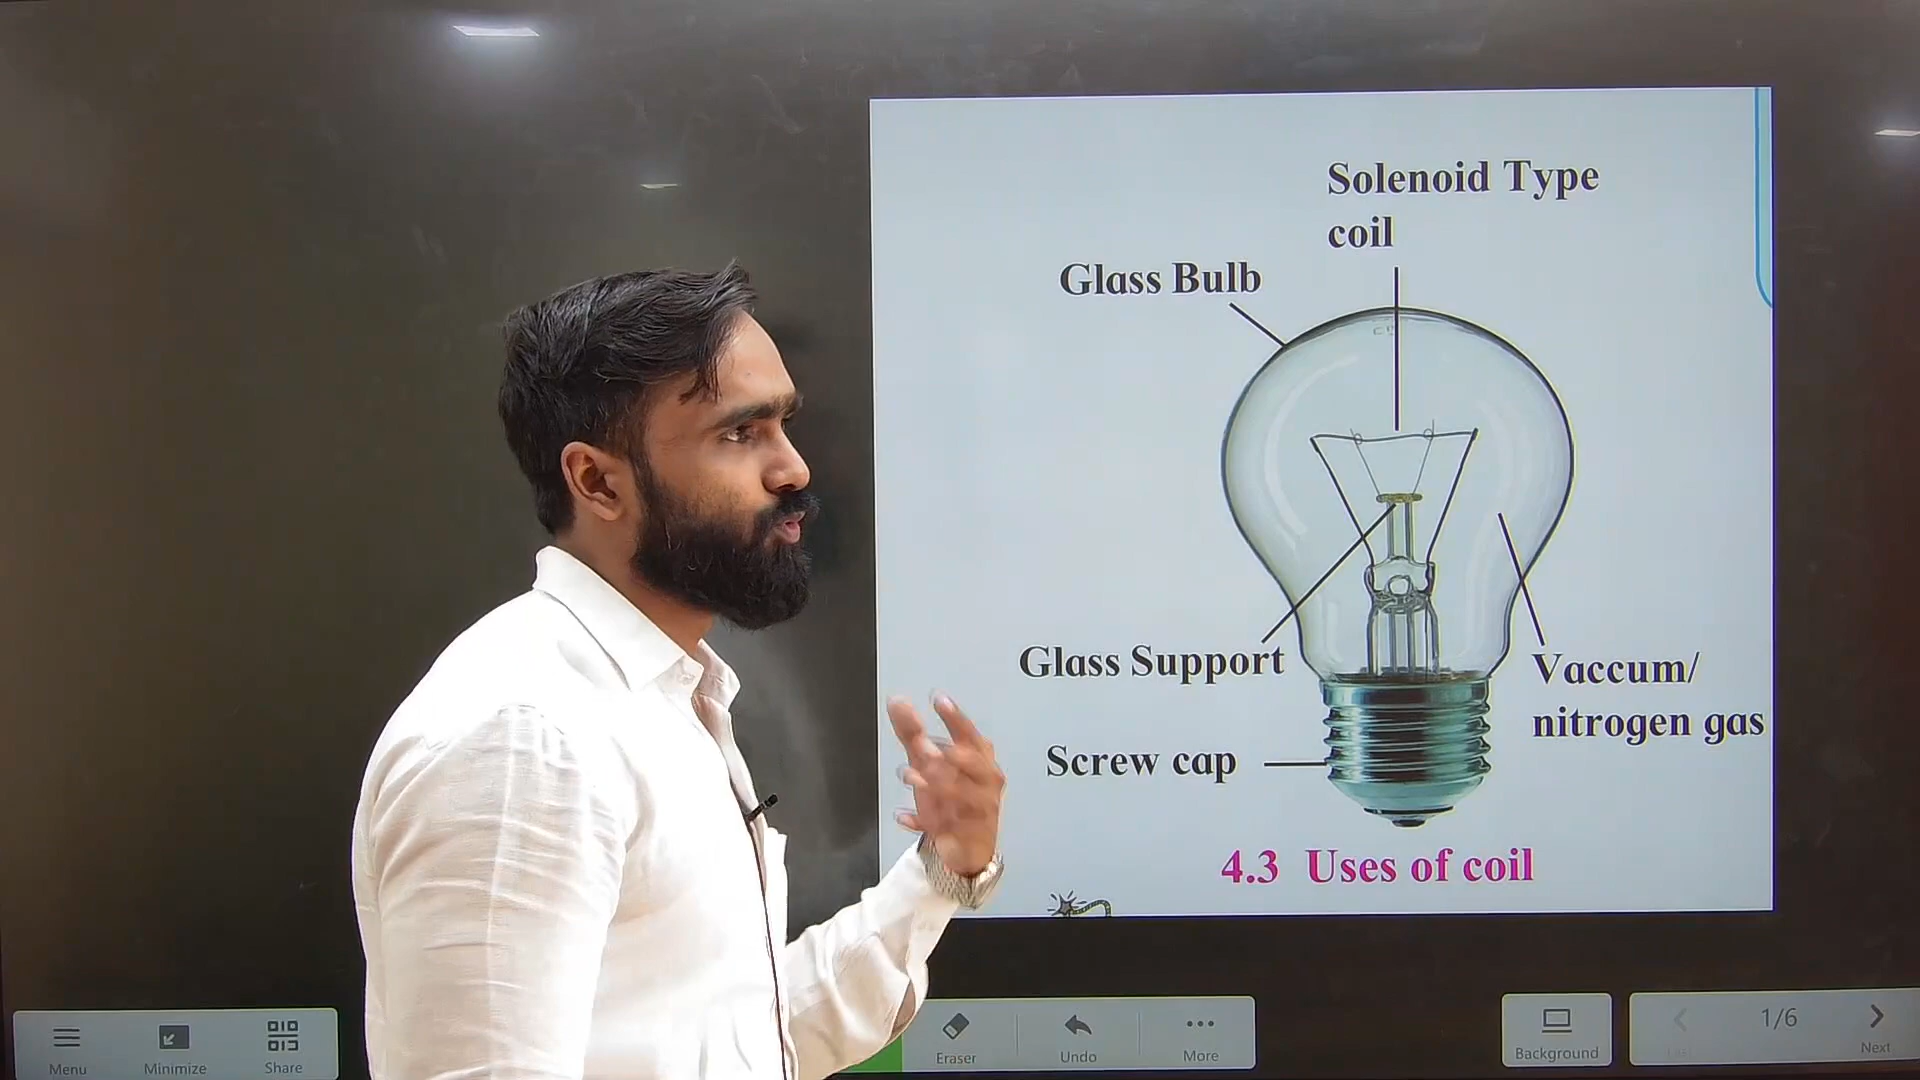 Solenoid Type
coil
Glass Bulb
Glass Support
Vaccum/
nitrogen gas
Screw cap
4.3 Uses of coil
Menu
Minimize
Share
Eraser
Undo
More
Background
1/6
Next